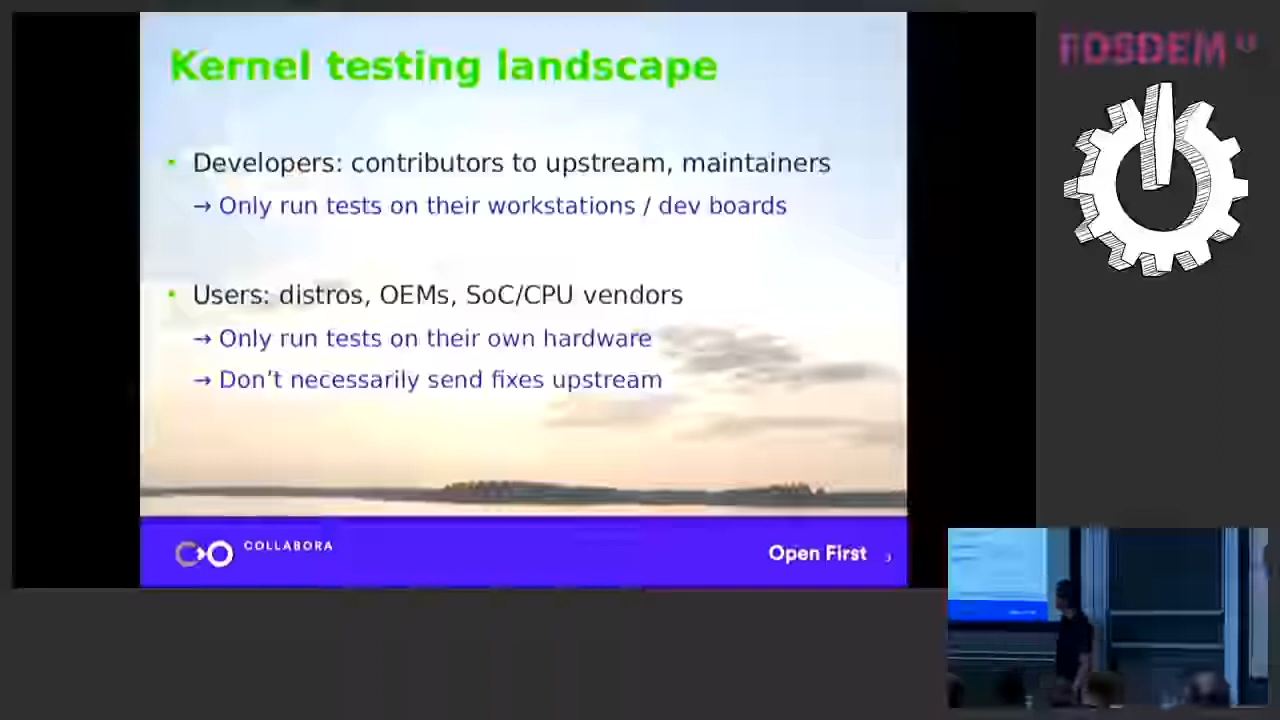 Kernel testing landscape
Developers: contributors to upstream, maintainers
→ Only run tests on their workstations / dev boards
Users: distros, OEMs, SoC/CPU vendors
→ Only run tests on their own hardware
→ Don't necessarily send fixes upstream
COLLABORA
Open First
3
FOSDEM